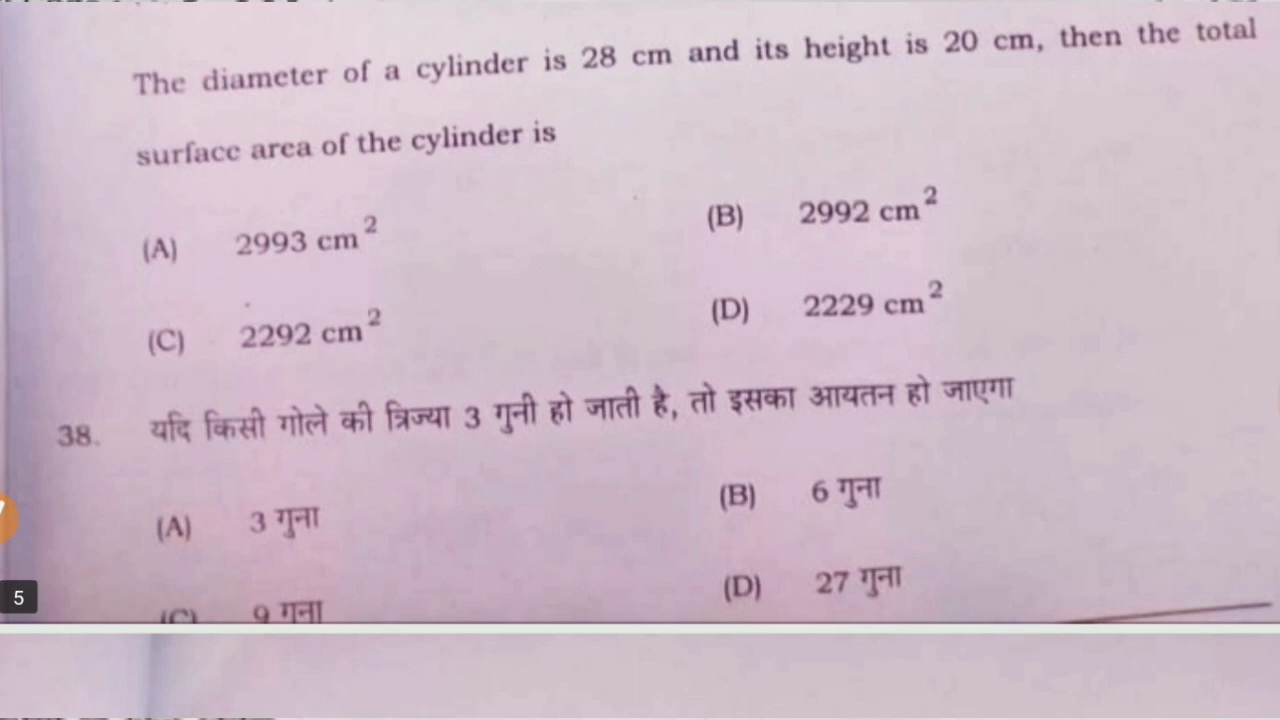 The diameter of a cylinder is 28 cm and its height is 20 cm, then the total
surface area of the cylinder is
(A) 2993 cm² (B) 2992 cm²
(C) 2292 cm² (D) 2229 cm²
38. यदि किसी गोले की त्रिज्या 3 गुनी हो जाती है, तो इसका आयतन हो जाएगा
(A) 3 गुना (B) 6 गुना
(C) 9 गुना (D) 27 गुना
5